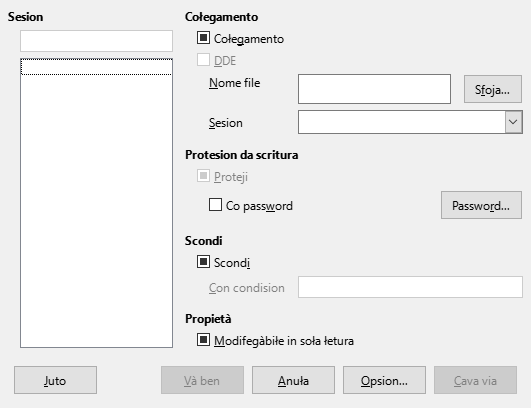 Sesion
Cołegamento
Cołegamento
DDE
Nome file
Sfoja...
Sesion
Protesion da scritura
Proteji
Co password
Password...
Scondi
Scondi
Con condision
Propietà
Modifegàbiłe in soła łetura
Juto
Và ben
Anuła
Opsion...
Cava via